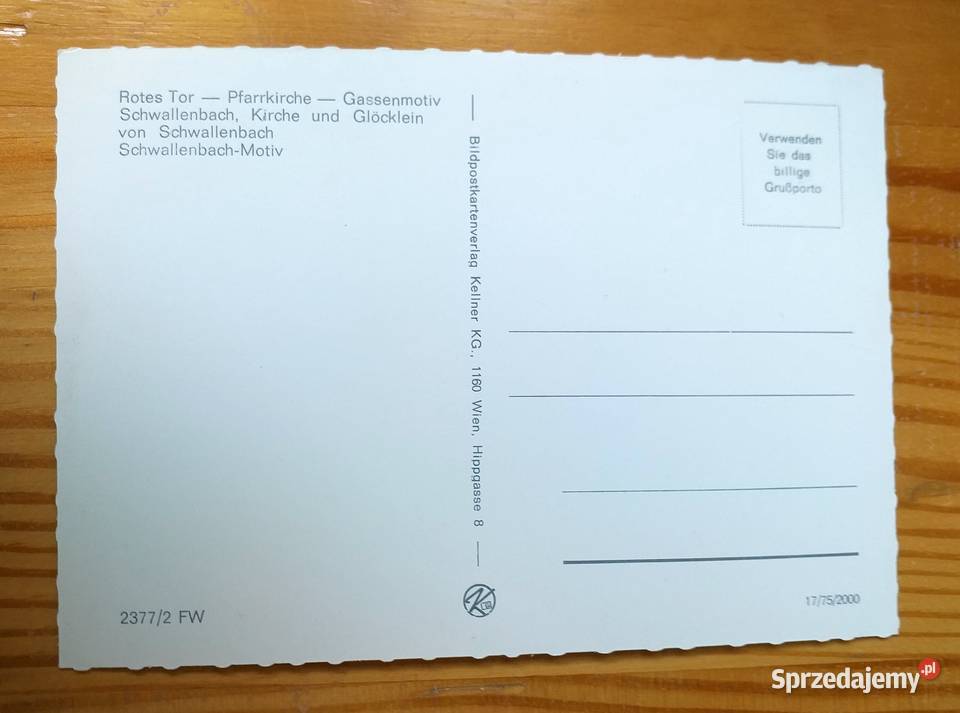 Rotes Tor — Pfarrkirche — Gassenmotiv
Schwallenbach, Kirche und Glöcklein
von Schwallenbach
Schwallenbach-Motiv
Bildpostkartenverlag Kellner KG., 1160 Wien, Hippgasse 8
Verwenden
Sie das
billige
Grußporto
2377/2 FW
17/75/2000
Sprzedajemy.pl